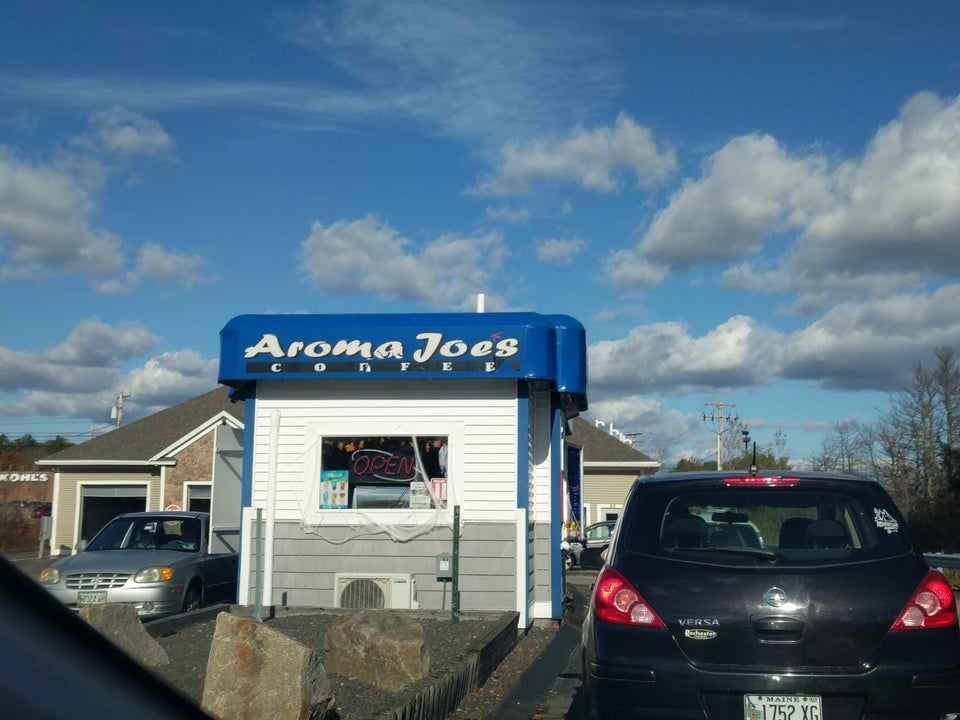 Aroma Joe's
COFFEE
OPEN
KOHL'S
VERSA
Rochester
MAINE
1752 XG